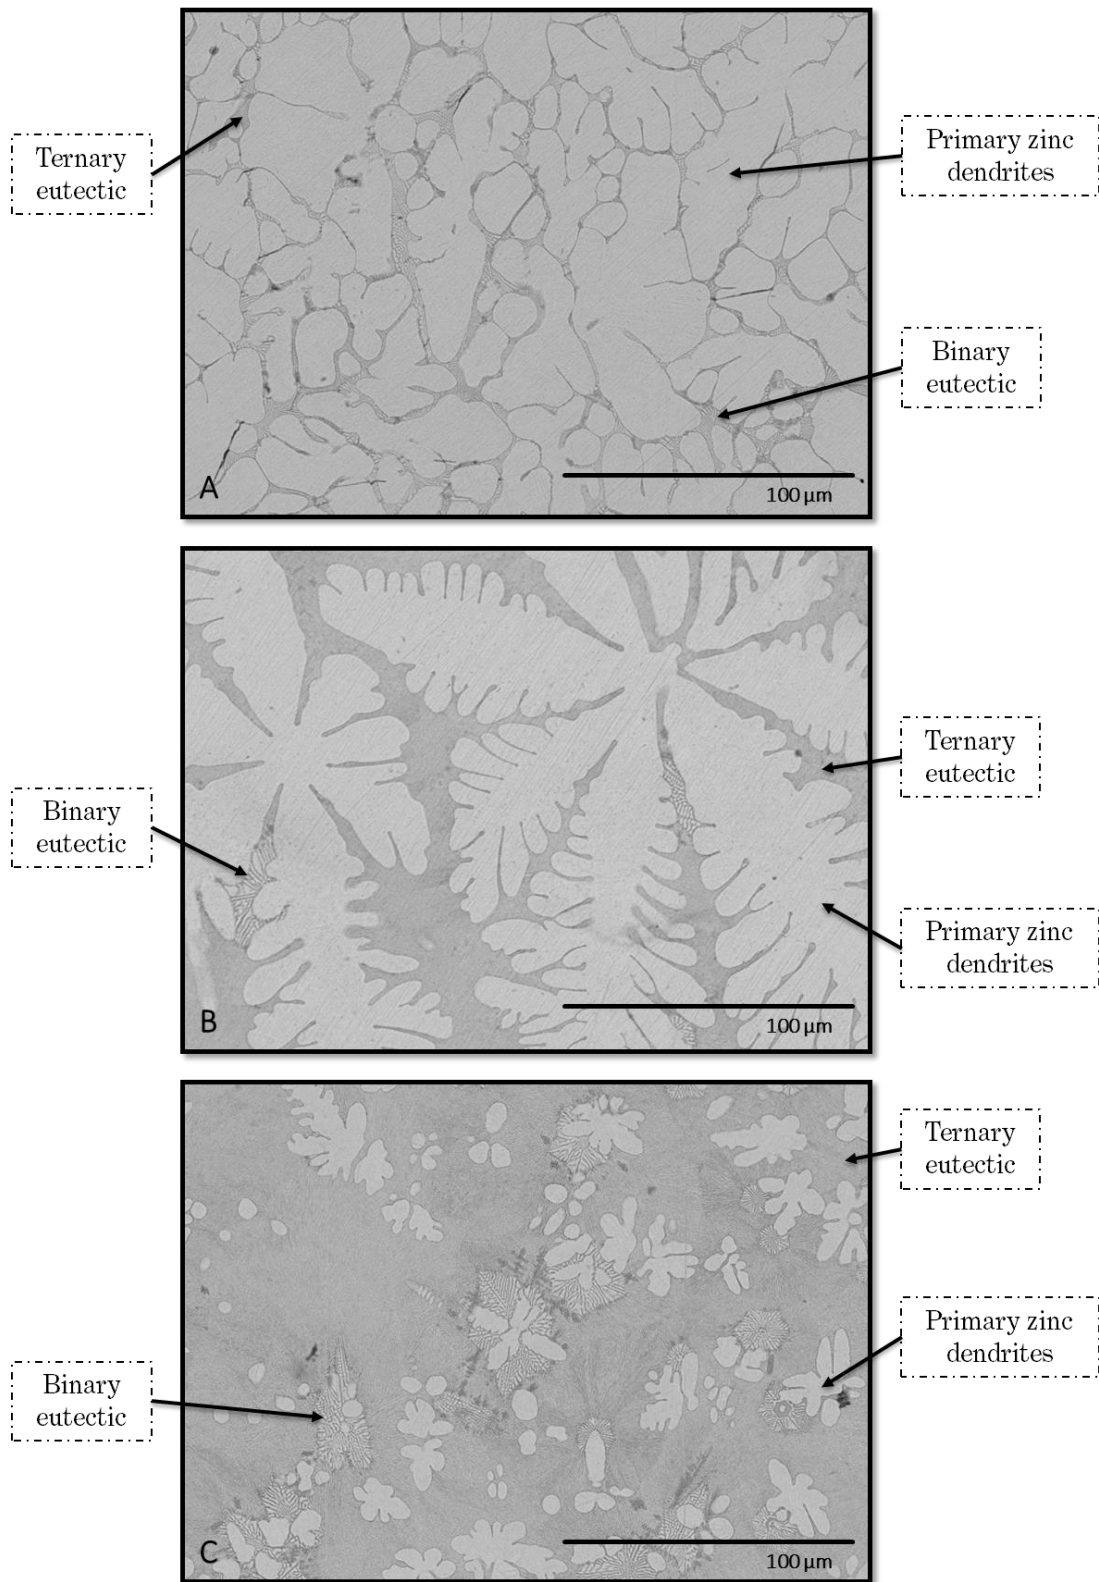 Ternary
eutectic
Primary zinc
dendrites
Binary
eutectic
A
100 μm
Binary
eutectic
Ternary
eutectic
Primary zinc
dendrites
B
100 μm
Binary
eutectic
Ternary
eutectic
Primary zinc
dendrites
C
100 μm